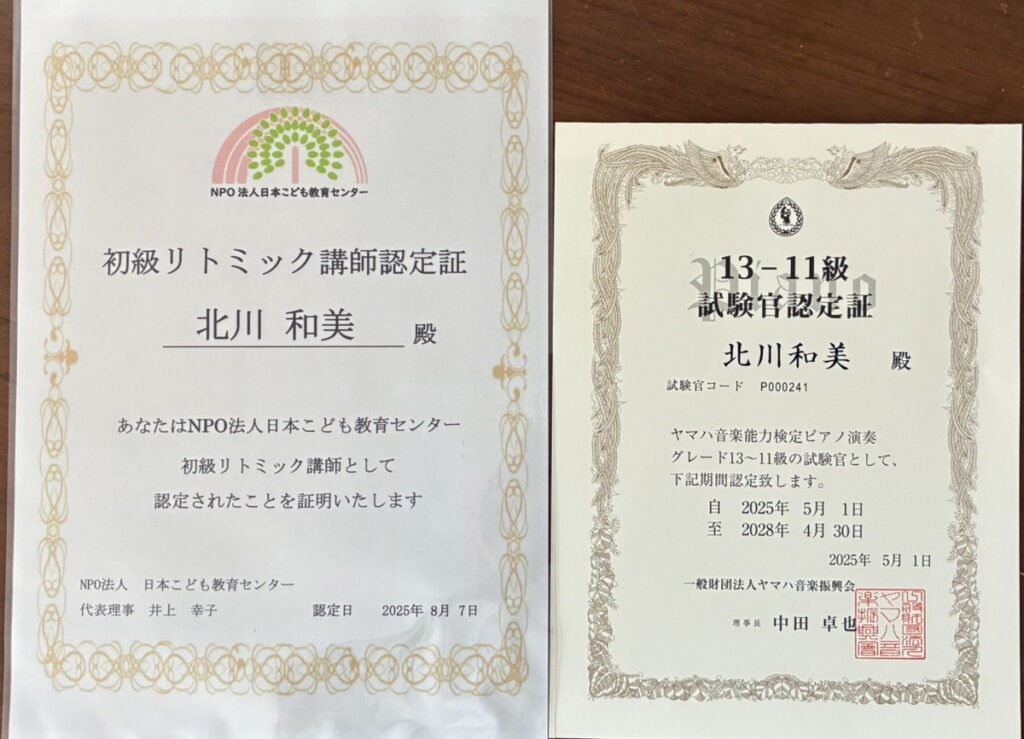 NPO 法人日本こども教育センター
初級リトミック講師認定証
北川 和美 殿
あなたはNPO法人日本こども教育センター
初級リトミック講師として
認定されたことを証明いたします
NPO法人 日本こども教育センター
代表理事 井上 幸子 認定日 2025年 8月 7日
Piano
13-11級
試験官認定証
北川和美 殿
試験官コード P000241
ヤマハ音楽能力検定ピアノ演奏
グレード13〜11級の試験官として、
下記期間認定致します。
自 2025年 5月 1日
至 2028年 4月 30日
2025年 5月 1日
一般財団法人ヤマハ音楽振興会
理事長 中田 卓也